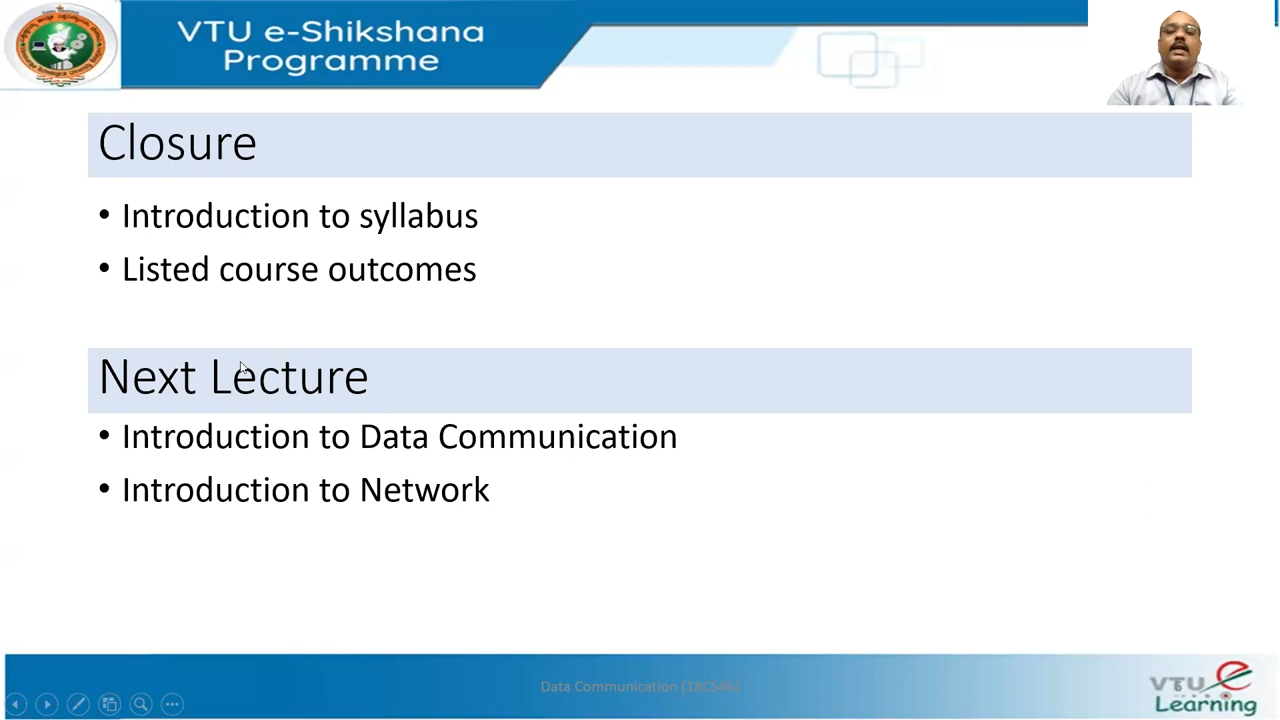 VTU e-Shikshana
Programme
Closure
• Introduction to syllabus
• Listed course outcomes
Next Lecture
• Introduction to Data Communication
• Introduction to Network
Data Communication (18CS46)
VTU e
Learning